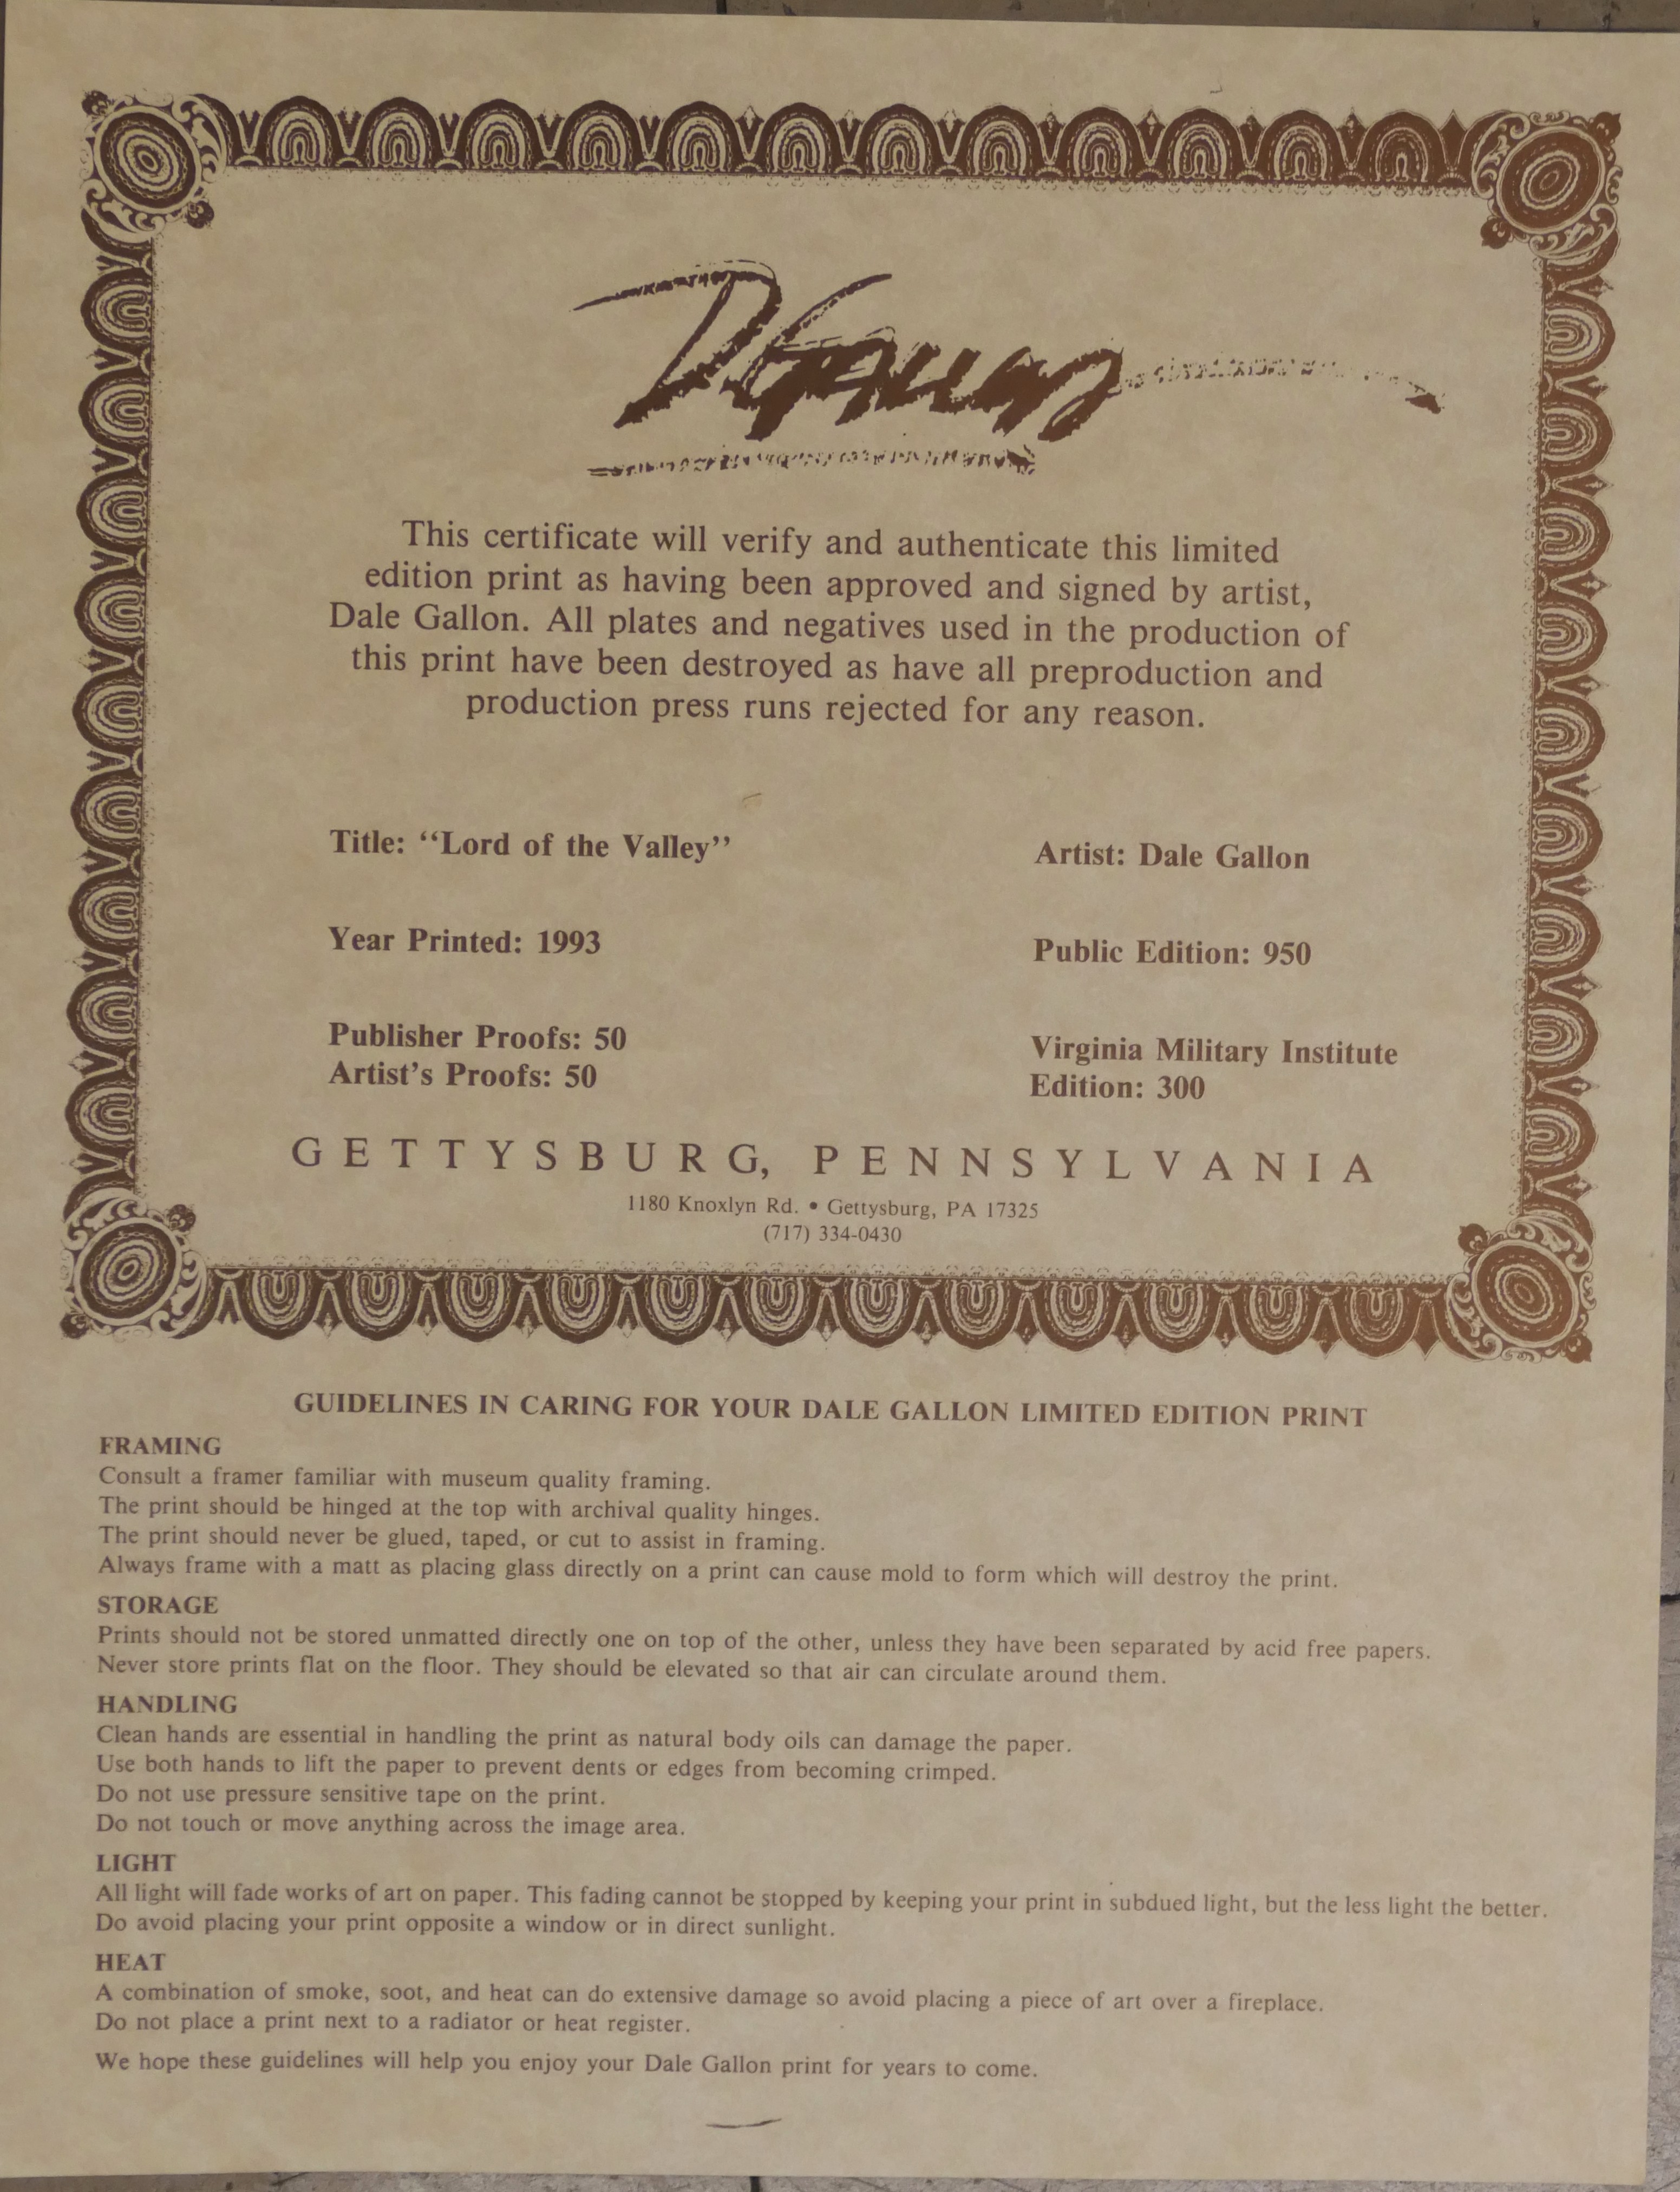 This certificate will verify and authenticate this limited
edition print as having been approved and signed by artist,
Dale Gallon. All plates and negatives used in the production of
this print have been destroyed as have all preproduction and
production press runs rejected for any reason.
Title: “Lord of the Valley”
Artist: Dale Gallon
Year Printed: 1993
Public Edition: 950
Publisher Proofs: 50
Artist's Proofs: 50
Virginia Military Institute
Edition: 300
GETTYSBURG, PENNSYLVANIA
1180 Knoxlyn Rd. • Gettysburg, PA 17325
(717) 334-0430
GUIDELINES IN CARING FOR YOUR DALE GALLON LIMITED EDITION PRINT
FRAMING
Consult a framer familiar with museum quality framing.
The print should be hinged at the top with archival quality hinges.
The print should never be glued, taped, or cut to assist in framing.
Always frame with a matt as placing glass directly on a print can cause mold to form which will destroy the print.
STORAGE
Prints should not be stored unmatted directly one on top of the other, unless they have been separated by acid free papers.
Never store prints flat on the floor. They should be elevated so that air can circulate around them.
HANDLING
Clean hands are essential in handling the print as natural body oils can damage the paper.
Use both hands to lift the paper to prevent dents or edges from becoming crimped.
Do not use pressure sensitive tape on the print.
Do not touch or move anything across the image area.
LIGHT
All light will fade works of art on paper. This fading cannot be stopped by keeping your print in subdued light, but the less light the better.
Do avoid placing your print opposite a window or in direct sunlight.
HEAT
A combination of smoke, soot, and heat can do extensive damage so avoid placing a piece of art over a fireplace.
Do not place a print next to a radiator or heat register.
We hope these guidelines will help you enjoy your Dale Gallon print for years to come.